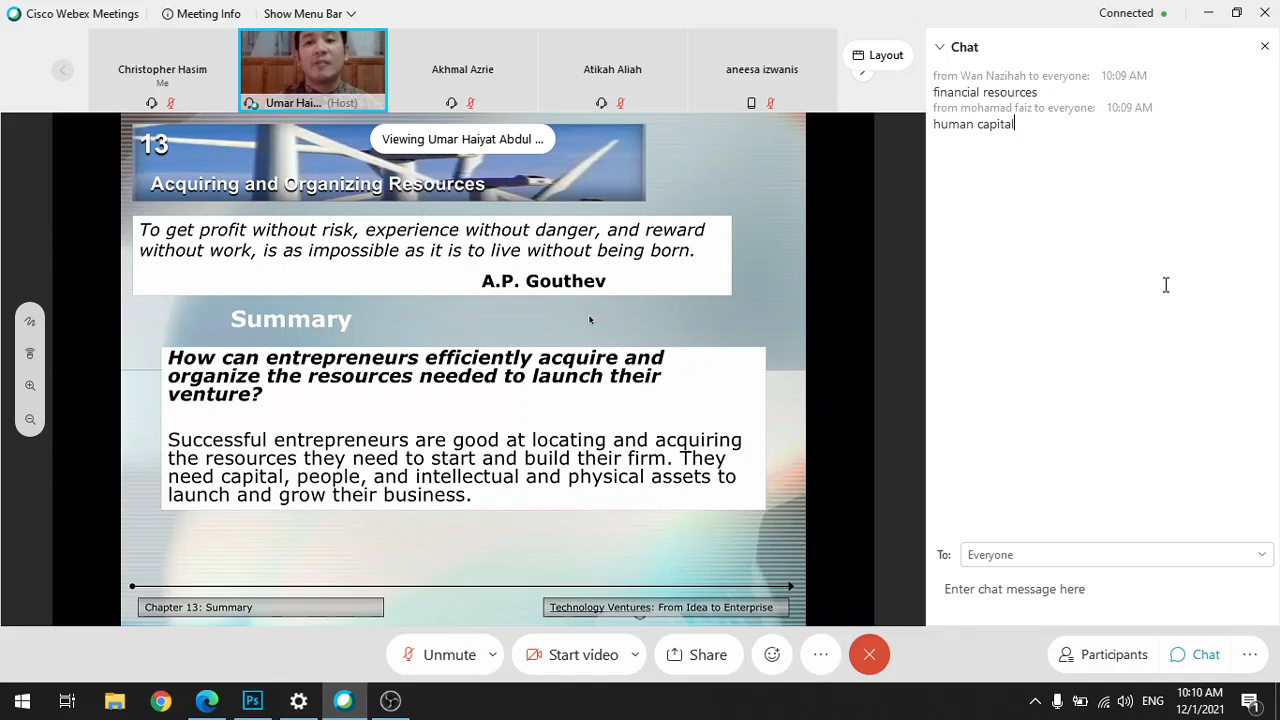 Cisco Webex Meetings
Meeting Info
Show Menu Bar
Connected
Christopher Hasim
Me
Umar Hai... (Host)
Akhmal Azrie
Atikah Aliah
aneesa izwanis
Layout
Viewing Umar Haiyat Abdul ...
13
Acquiring and Organizing Resources
To get profit without risk, experience without danger, and reward
without work, is as impossible as it is to live without being born.
A.P. Gouthev
Summary
How can entrepreneurs efficiently acquire and
organize the resources needed to launch their
venture?
Successful entrepreneurs are good at locating and acquiring
the resources they need to start and build their firm. They
need capital, people, and intellectual and physical assets to
launch and grow their business.
Chapter 13: Summary
Technology Ventures: From Idea to Enterprise
Chat
from Wan Nazihah to everyone: 10:09 AM
financial resources
from mohamad faiz to everyone: 10:09 AM
human capital
To: Everyone
Enter chat message here
Unmute
Start video
Share
Participants
Chat
Ps
ENG
10:10 AM
12/1/2021
1